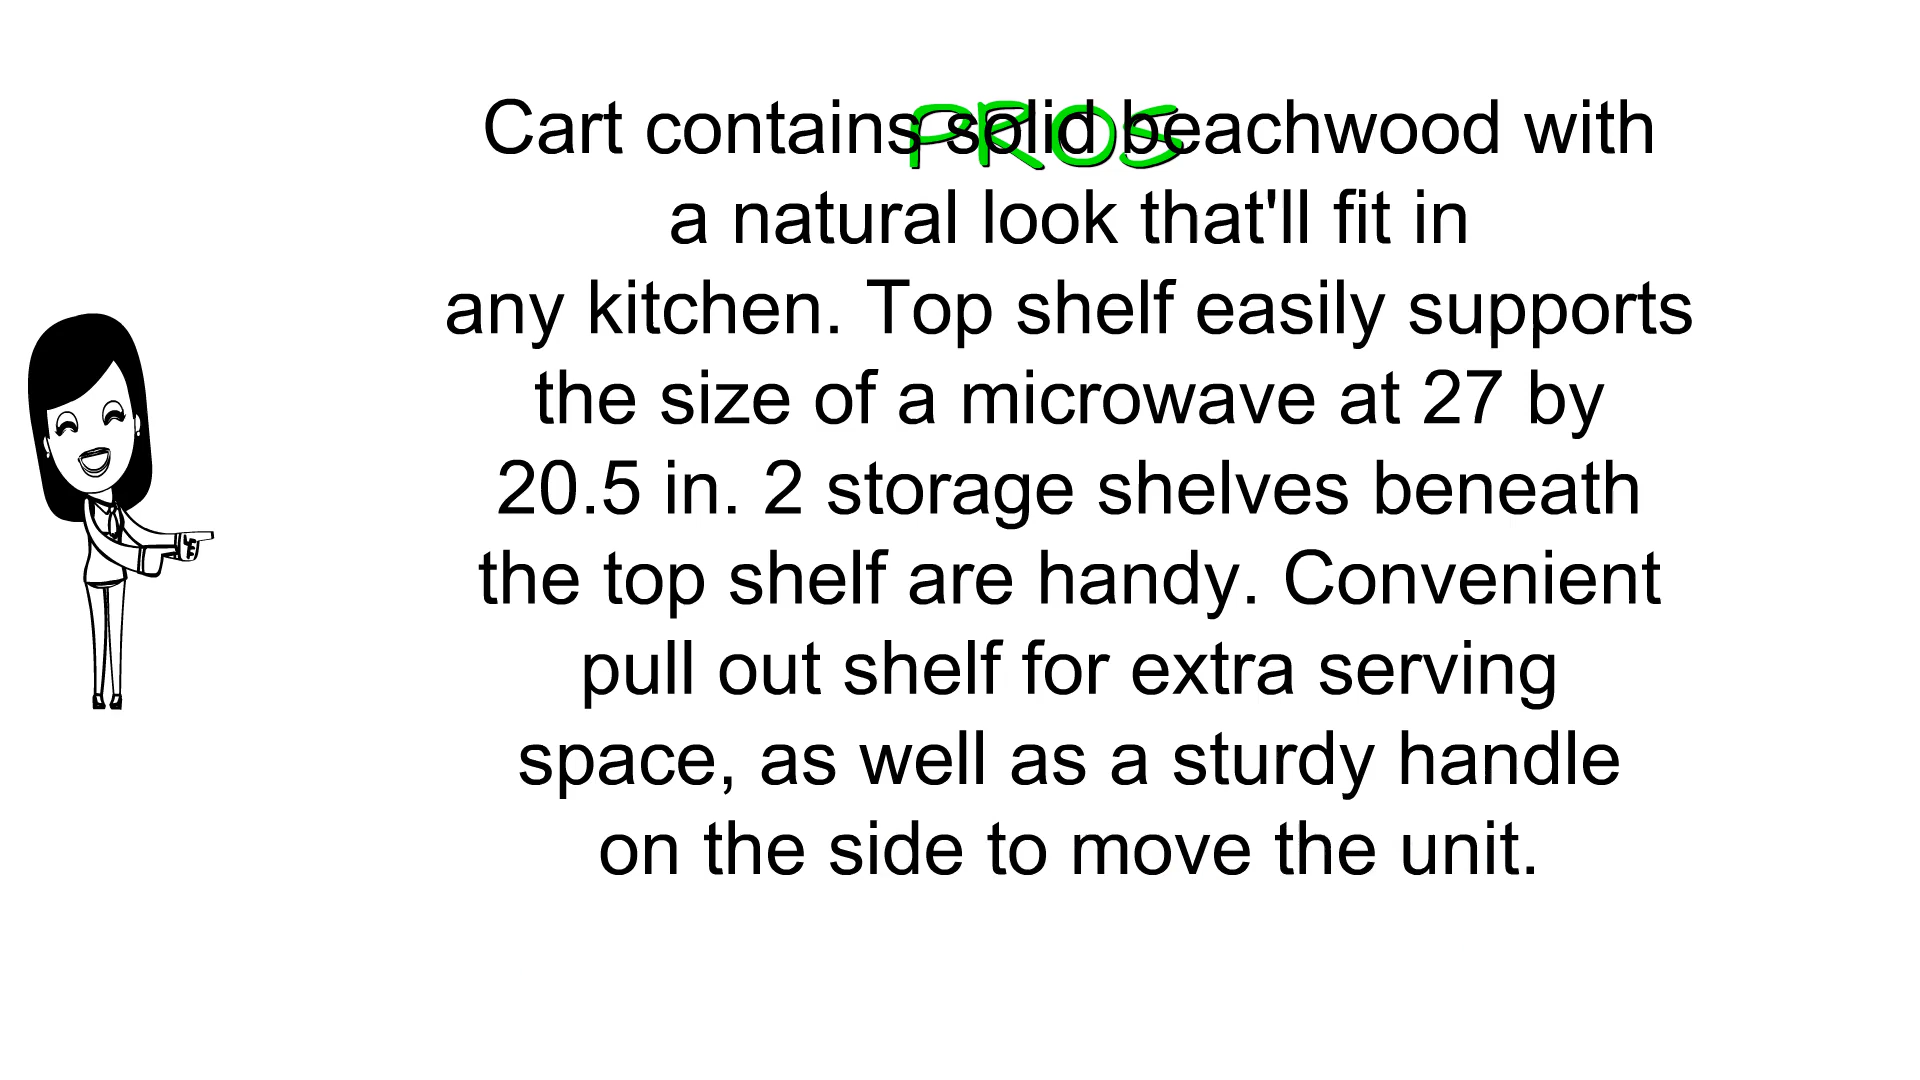 PROS
Cart contains solid beachwood with
a natural look that'll fit in
any kitchen. Top shelf easily supports
the size of a microwave at 27 by
20.5 in. 2 storage shelves beneath
the top shelf are handy. Convenient
pull out shelf for extra serving
space, as well as a sturdy handle
on the side to move the unit.